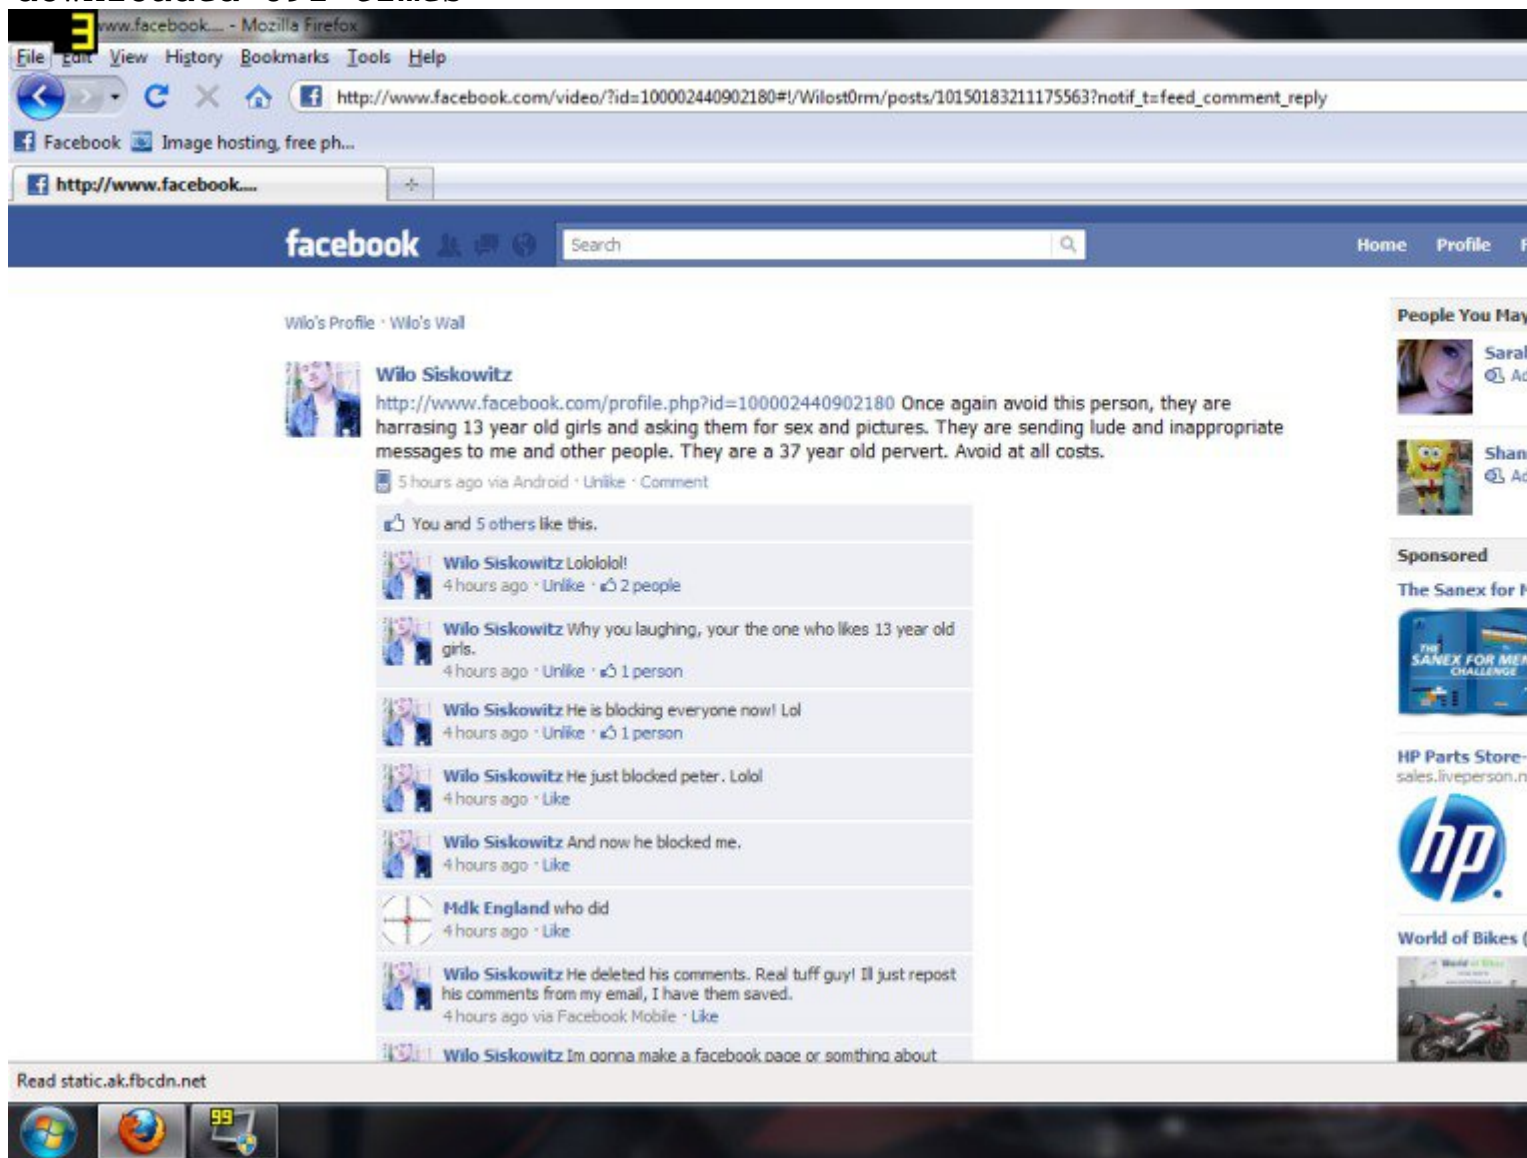 3
www.facebook.... - Mozilla Firefox
File Edit View History Bookmarks Tools Help
http://www.facebook.com/video/?id=100002440902180#!/Wilost0rm/posts/10150183211175563?notif_t=feed_comment_reply
Facebook Image hosting, free ph...
http://www.facebook....
facebook Search Home Profile
Wilo's Profile · Wilo's Wall
People You May
Wilo Siskowitz
http://www.facebook.com/profile.php?id=100002440902180 Once again avoid this person, they are
harrasing 13 year old girls and asking them for sex and pictures. They are sending lude and inappropriate
messages to me and other people. They are a 37 year old pervert. Avoid at all costs.
5 hours ago via Android · Unlike · Comment
You and 5 others like this.
Wilo Siskowitz Lolololol!
4 hours ago · Unlike · 2 people
Wilo Siskowitz Why you laughing, your the one who likes 13 year old
girls.
4 hours ago · Unlike · 1 person
Wilo Siskowitz He is blocking everyone now! Lol
4 hours ago · Unlike · 1 person
Wilo Siskowitz He just blocked peter. Lolol
4 hours ago · Like
Wilo Siskowitz And now he blocked me.
4 hours ago · Like
Mdk England who did
4 hours ago · Like
Wilo Siskowitz He deleted his comments. Real tuff guy! Ill just repost
his comments from my email, I have them saved.
4 hours ago via Facebook Mobile · Like
Wilo Siskowitz Im gonna make a facebook page or somthing about
Sponsored
The Sanex for
THE
SANEX FOR MEN
CHALLENGE
HP Parts Store-
sales.liveperson.n
hp
World of Bikes (
Read static.ak.fbcdn.net
99